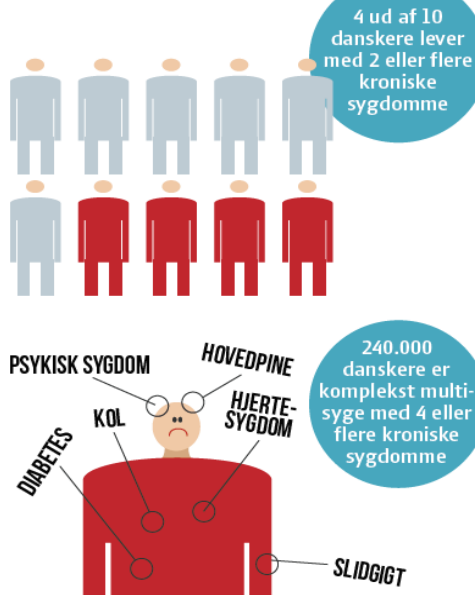 4 ud af 10
danskere lever
med 2 eller flere
kroniske
sygdomme
240.000
danskere er
komplekst multi-
syge med 4 eller
flere kroniske
sygdomme
PSYKISK SYGDOM
HOVEDPINE
KOL
HJERTE-
SYGDOM
DIABETES
SLIDGIGT